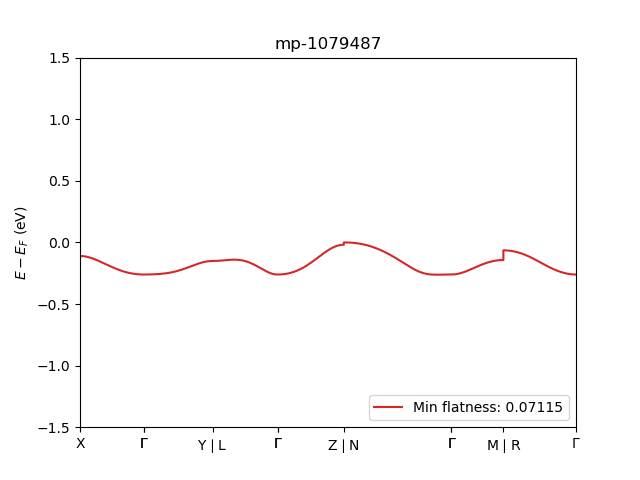 mp-1079487
E − E_F (eV)
1.5
1.0
0.5
0.0
−0.5
−1.0
−1.5
Min flatness: 0.07115
X Γ Y | L Γ Z | N Γ M | R Γ